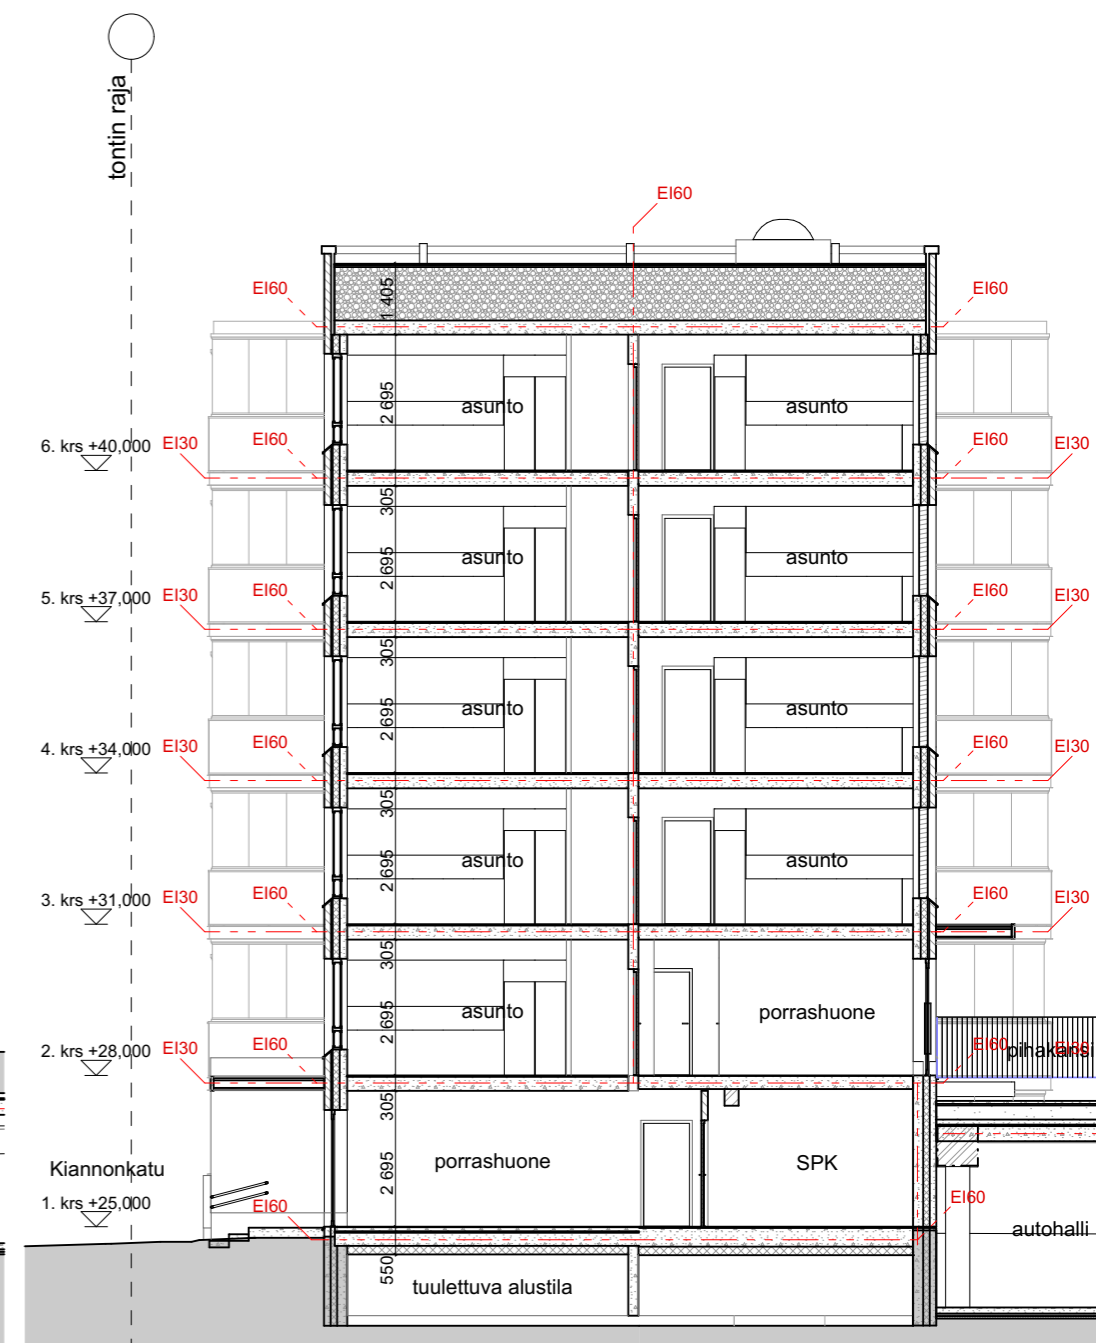 tontin raja
EI60
EI60
1 405
EI60
2 695
asunto
asunto
6. krs +40,000
EI30
EI60
EI60
EI30
305
asunto
asunto
2 695
5. krs +37,000
EI30
EI60
EI60
EI30
305
asunto
asunto
2 695
4. krs +34,000
EI30
EI60
EI60
EI30
305
asunto
asunto
2 695
3. krs +31,000
EI30
EI60
EI60
EI30
305
asunto
porrashuone
2 695
2. krs +28,000
EI30
EI60
EI60
pihakansi
EI30
305
Kiannonkatu
porrashuone
SPK
2 695
1. krs +25,000
EI60
EI60
autohalli
550
tuulettuva alustila